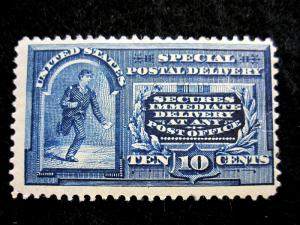 UNITED STATES
SPECIAL
POSTAL DELIVERY
SECURES
IMMEDIATE
DELIVERY
AT ANY
POST OFFICE
TEN 10 CENTS